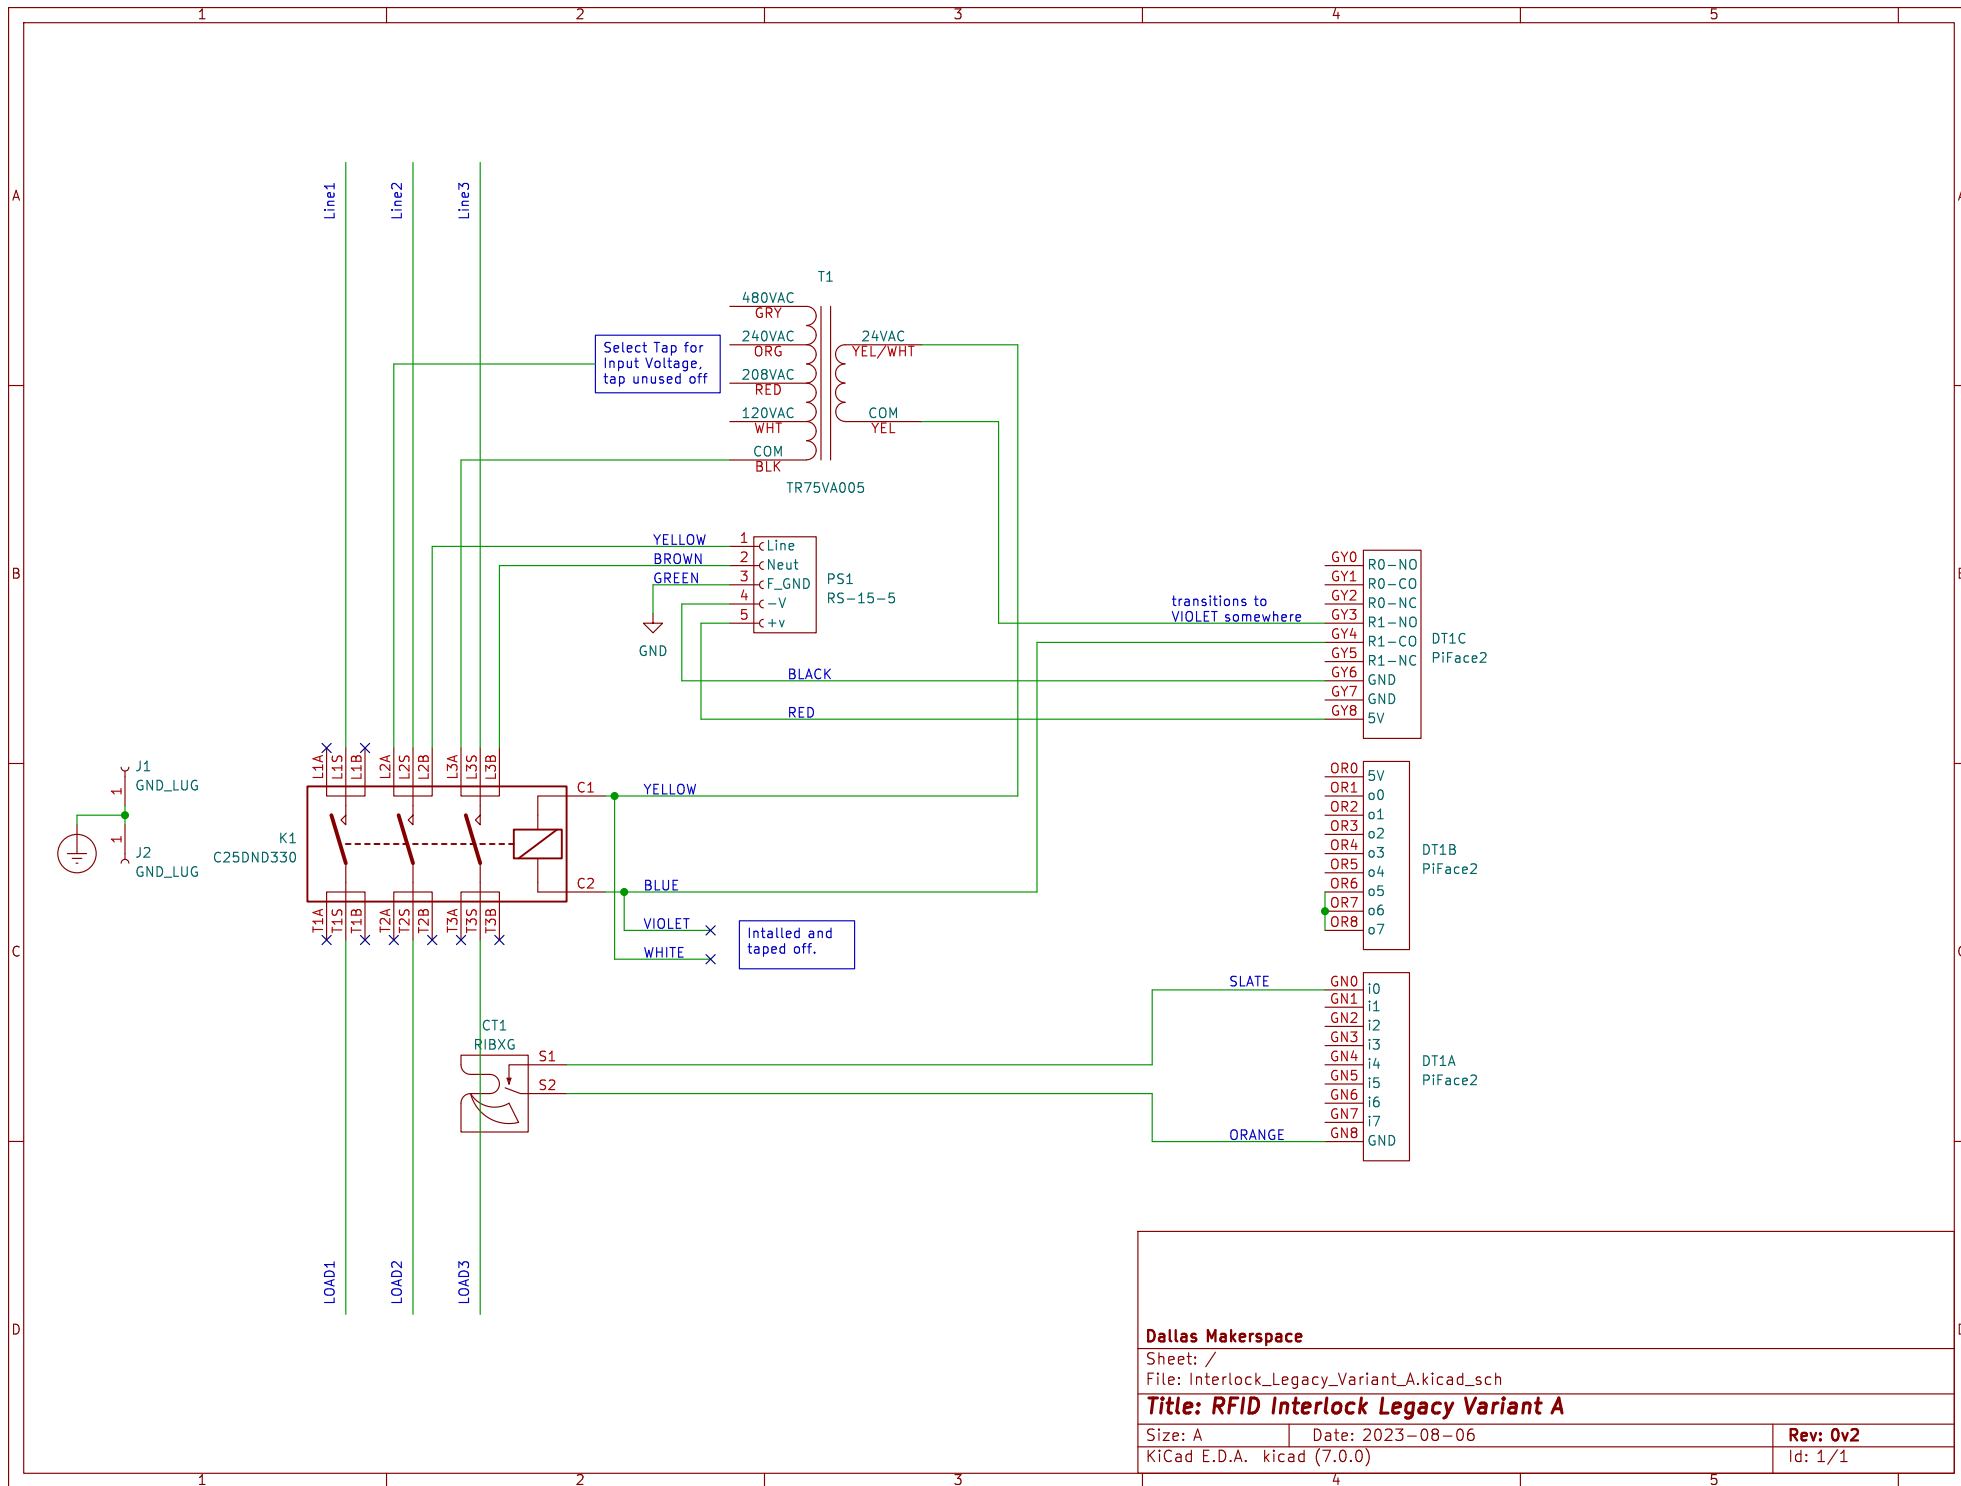 1 2 3 4 5
A
B
C
D
Line1
Line2
Line3
T1
480VAC
GRY
240VAC
ORG
208VAC
RED
120VAC
WHT
COM
BLK
24VAC
YEL/WHT
COM
YEL
TR75VA005
Select Tap for
Input Voltage,
tap unused off
YELLOW
BROWN
GREEN
GND
1 Line
2 Neut
3 F_GND
4 -V
5 +v
PS1
RS-15-5
transitions to
VIOLET somewhere
BLACK
RED
GY0 R0-NO
GY1 R0-CO
GY2 R0-NC
GY3 R1-NO
GY4 R1-CO
GY5 R1-NC
GY6 GND
GY7 GND
GY8 5V
DT1C
PiFace2
L1A L1S L1B L2A L2S L2B L3A L3S L3B
J1
GND_LUG
1
1
J2
GND_LUG
K1
C25DND330
C1
C2
T1A T1S T1B T2A T2S T2B T3A T3S T3B
YELLOW
BLUE
VIOLET
WHITE
Intalled and
taped off.
OR0 5V
OR1 o0
OR2 o1
OR3 o2
OR4 o3
OR5 o4
OR6 o5
OR7 o6
OR8 o7
DT1B
PiFace2
CT1
RIBXG
S1
S2
SLATE
ORANGE
GN0 i0
GN1 i1
GN2 i2
GN3 i3
GN4 i4
GN5 i5
GN6 i6
GN7 i7
GN8 GND
DT1A
PiFace2
LOAD1
LOAD2
LOAD3
Dallas Makerspace
Sheet: /
File: Interlock_Legacy_Variant_A.kicad_sch
Title: RFID Interlock Legacy Variant A
Size: A Date: 2023-08-06 Rev: 0v2
KiCad E.D.A. kicad (7.0.0) Id: 1/1
1 2 3 4 5